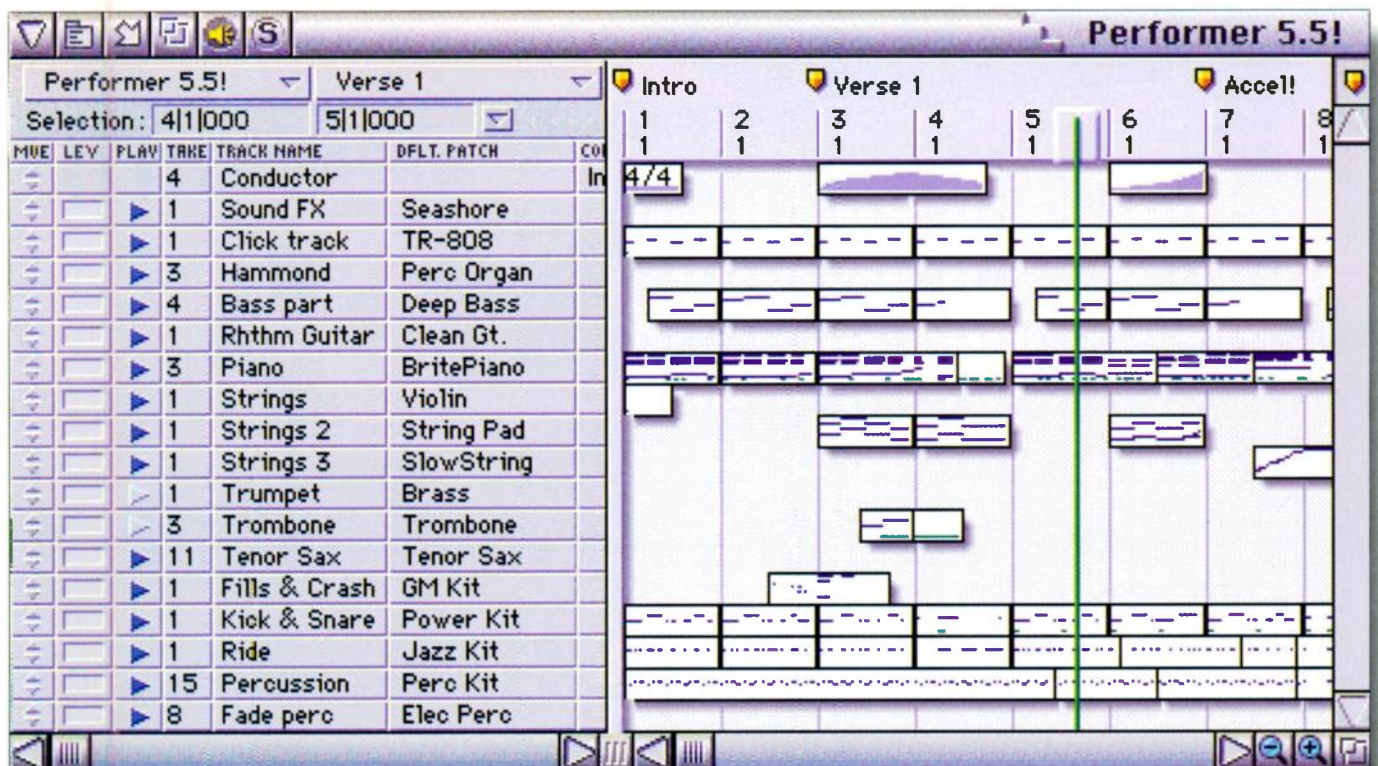 S Performer 5.5!
Performer 5.5! Verse 1
Intro Verse 1 Accel!
Selection: 4|1|000 5|1|000
1 2 3 4 5 6 7 8
1 1 1 1 1 1 1 1
MVE LEV PLAY TAKE TRACK NAME DFLT. PATCH COL
4 Conductor In 4/4
1 Sound FX Seashore
1 Click track TR-808
3 Hammond Perc Organ
4 Bass part Deep Bass
1 Rhthm Guitar Clean Gt.
3 Piano BritePiano
1 Strings Violin
1 Strings 2 String Pad
1 Strings 3 SlowString
1 Trumpet Brass
3 Trombone Trombone
11 Tenor Sax Tenor Sax
1 Fills & Crash GM Kit
1 Kick & Snare Power Kit
1 Ride Jazz Kit
15 Percussion Perc Kit
8 Fade perc Elec Perc